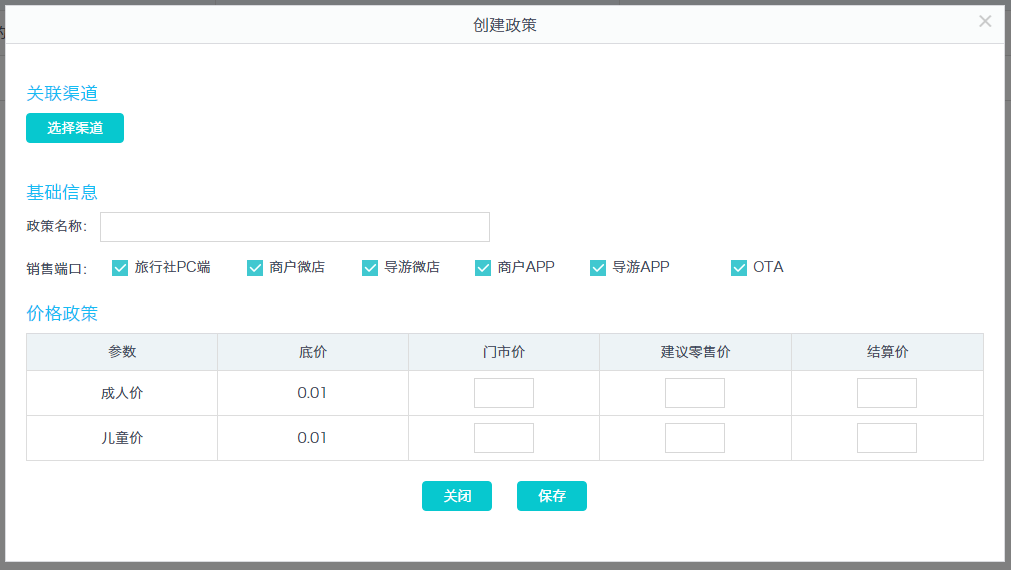 创建政策
关联渠道
选择渠道
基础信息
政策名称:
销售端口: 旅行社PC端 商户微店 导游微店 商户APP 导游APP OTA
价格政策
参数 底价 门市价 建议零售价 结算价
成人价 0.01
儿童价 0.01
关闭 保存